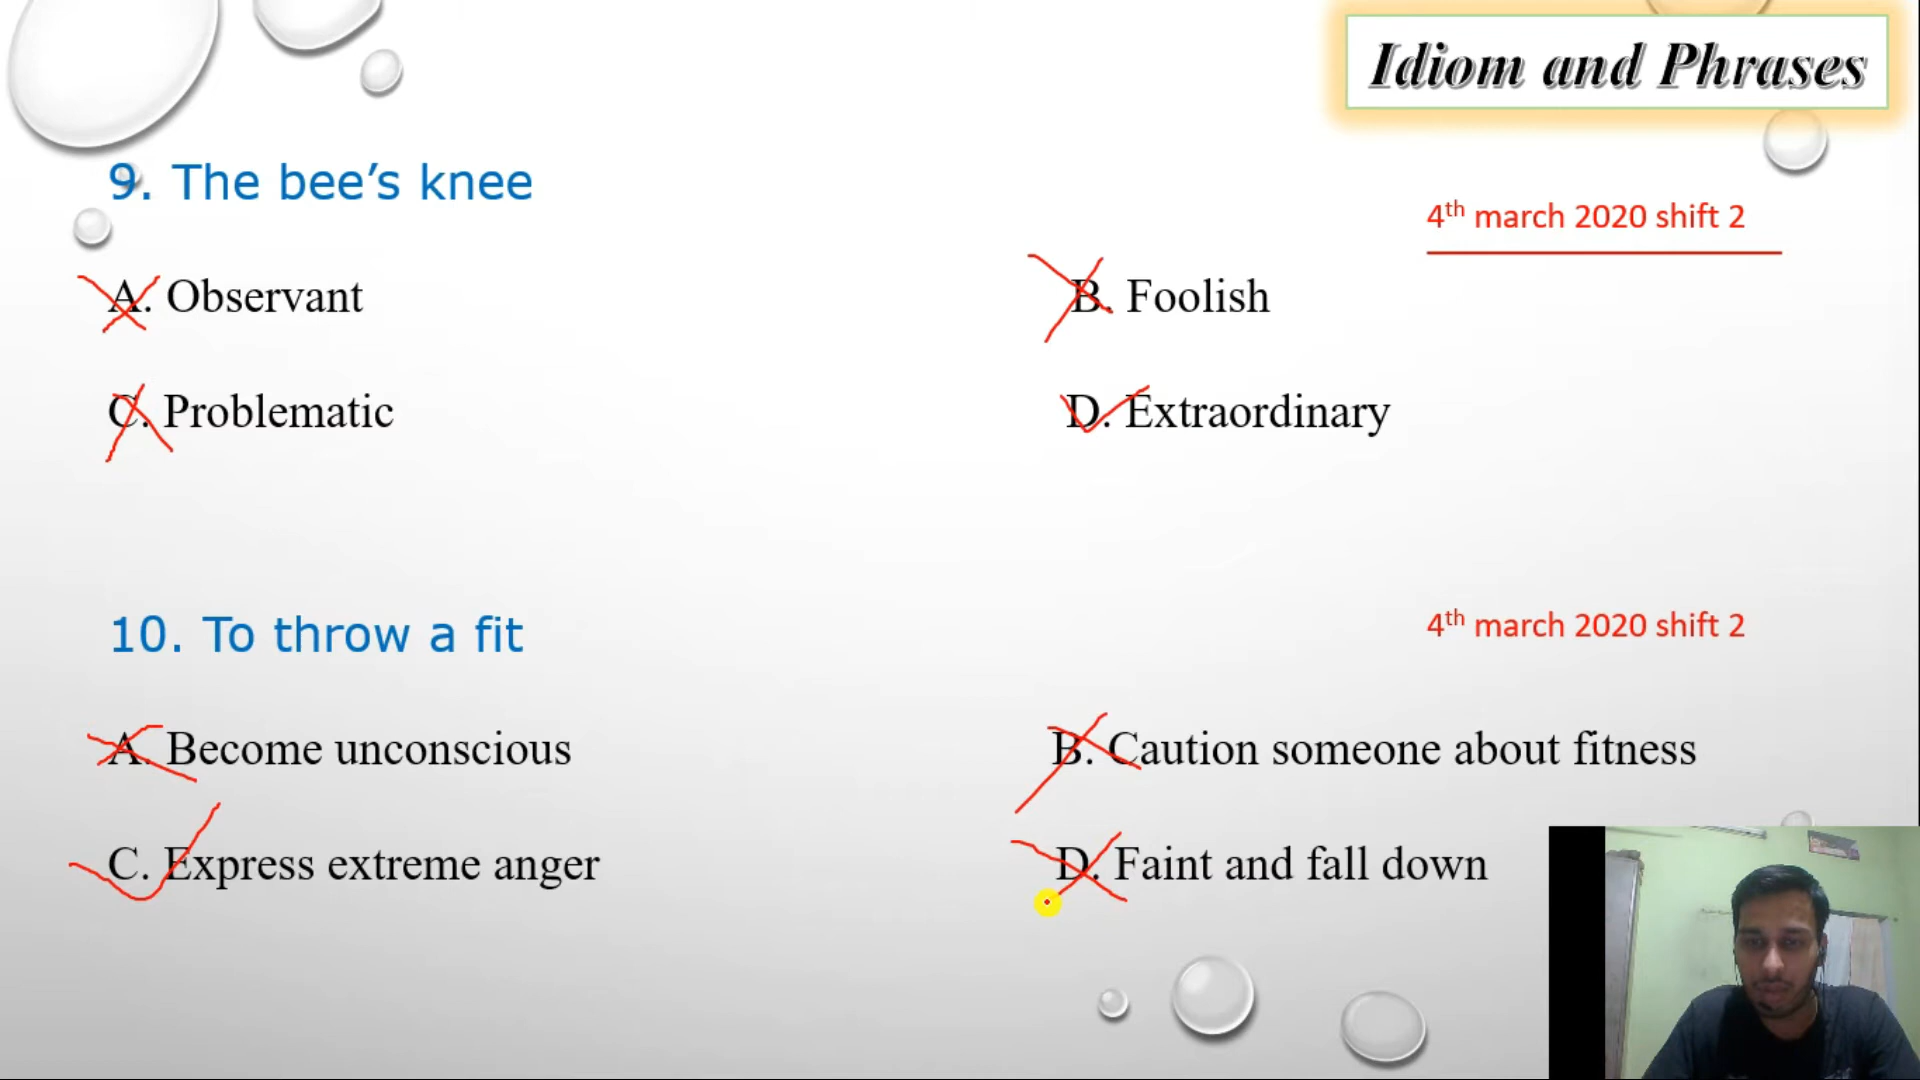 Idiom and Phrases
9. The bee’s knee
4th march 2020 shift 2
A. Observant
B. Foolish
C. Problematic
D. Extraordinary
10. To throw a fit
4th march 2020 shift 2
A. Become unconscious
B. Caution someone about fitness
C. Express extreme anger
D. Faint and fall down